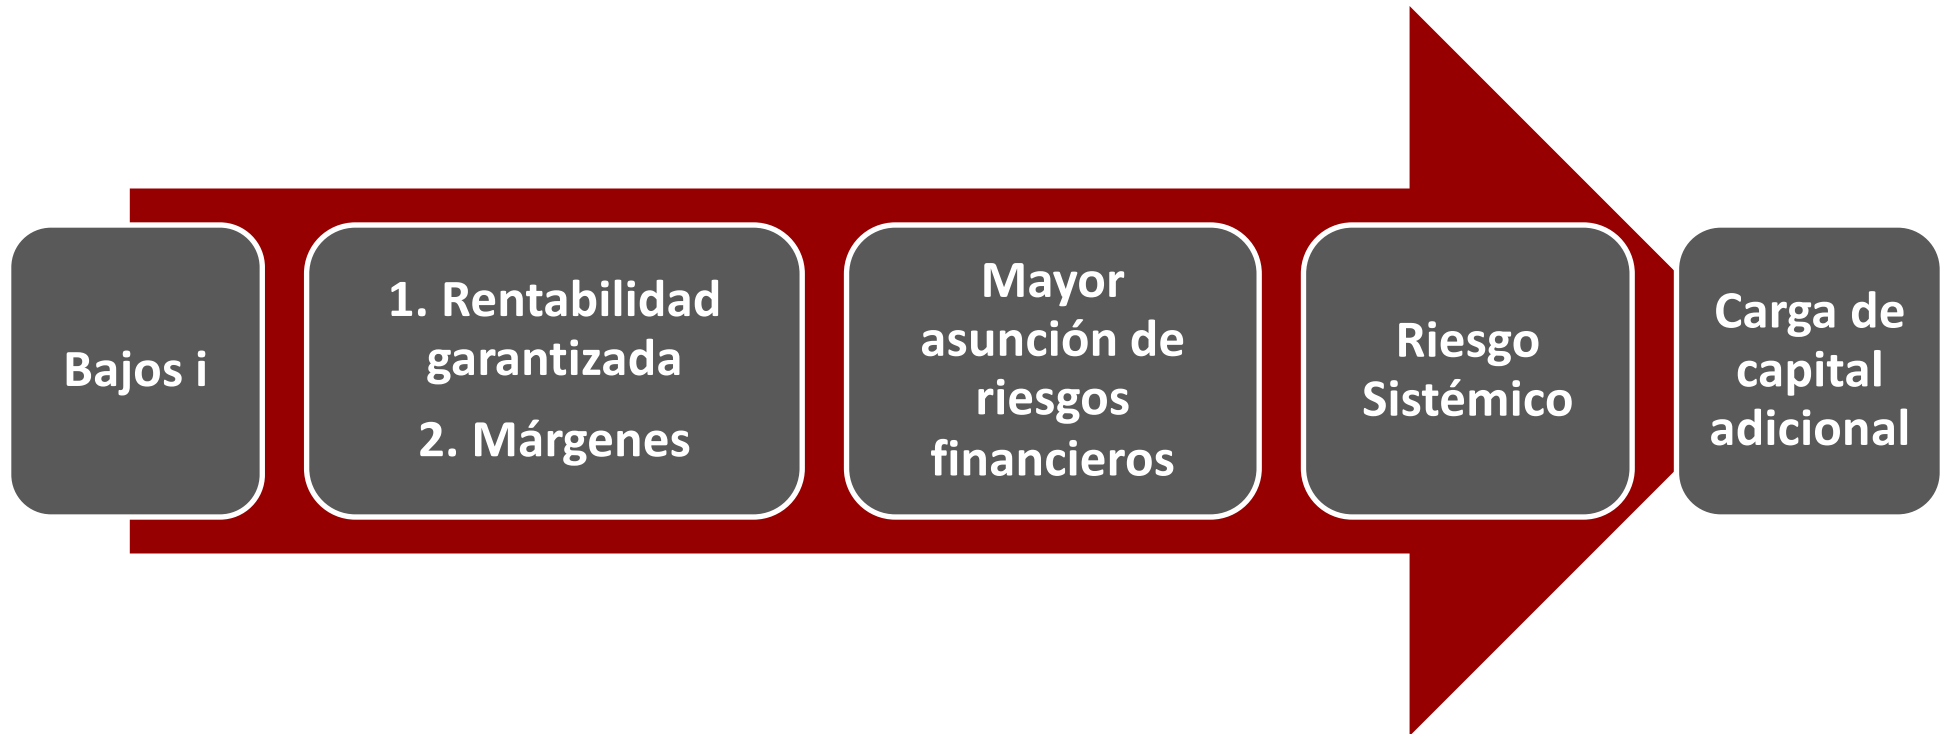 Bajos i
1. Rentabilidad
garantizada
2. Márgenes
Mayor
asunción de
riesgos
financieros
Riesgo
Sistémico
Carga de
capital
adicional